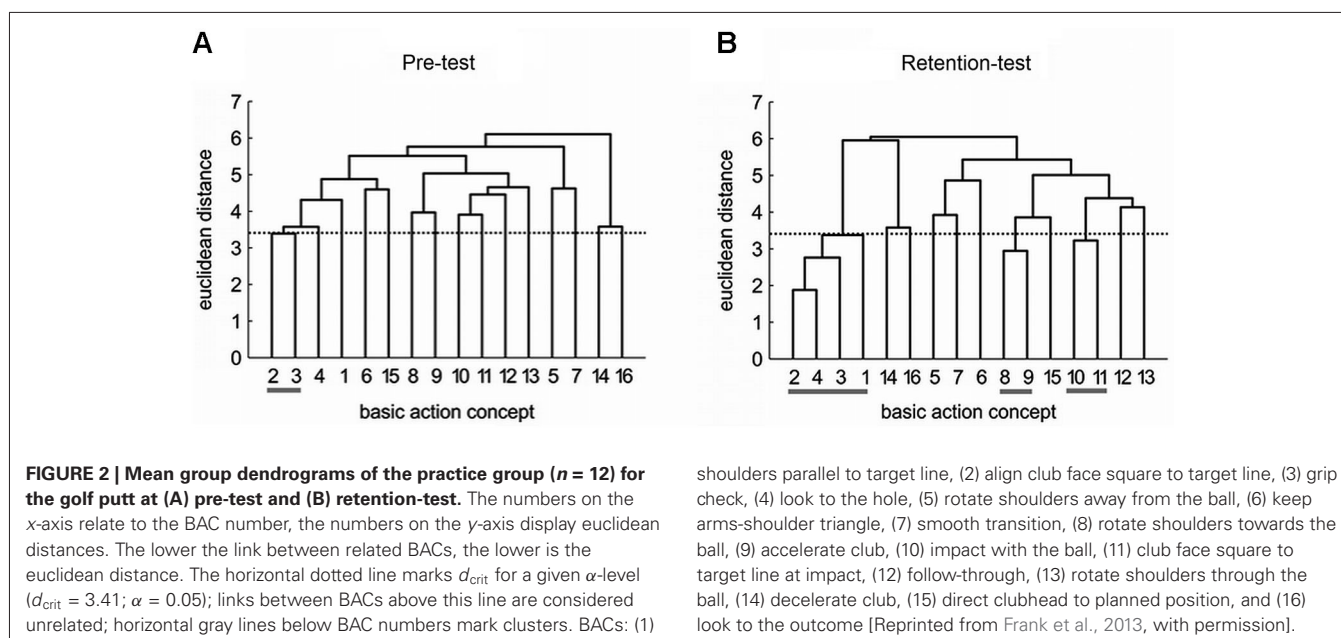 A
Pre-test
euclidean distance
7
6
5
4
3
2
1
0
2 3 4 1 6 15 8 9 10 11 12 13 5 7 14 16
basic action concept
B
Retention-test
euclidean distance
7
6
5
4
3
2
1
0
2 4 3 1 14 16 5 7 6 8 9 15 10 11 12 13
basic action concept
FIGURE 2 | Mean group dendrograms of the practice group (n = 12) for
the golf putt at (A) pre-test and (B) retention-test. The numbers on the
x-axis relate to the BAC number, the numbers on the y-axis display euclidean
distances. The lower the link between related BACs, the lower is the
euclidean distance. The horizontal dotted line marks dcrit for a given α-level
(dcrit = 3.41; α = 0.05); links between BACs above this line are considered
unrelated; horizontal gray lines below BAC numbers mark clusters. BACs: (1)
shoulders parallel to target line, (2) align club face square to target line, (3) grip
check, (4) look to the hole, (5) rotate shoulders away from the ball, (6) keep
arms-shoulder triangle, (7) smooth transition, (8) rotate shoulders towards the
ball, (9) accelerate club, (10) impact with the ball, (11) club face square to
target line at impact, (12) follow-through, (13) rotate shoulders through the
ball, (14) decelerate club, (15) direct clubhead to planned position, and (16)
look to the outcome [Reprinted from Frank et al., 2013, with permission].